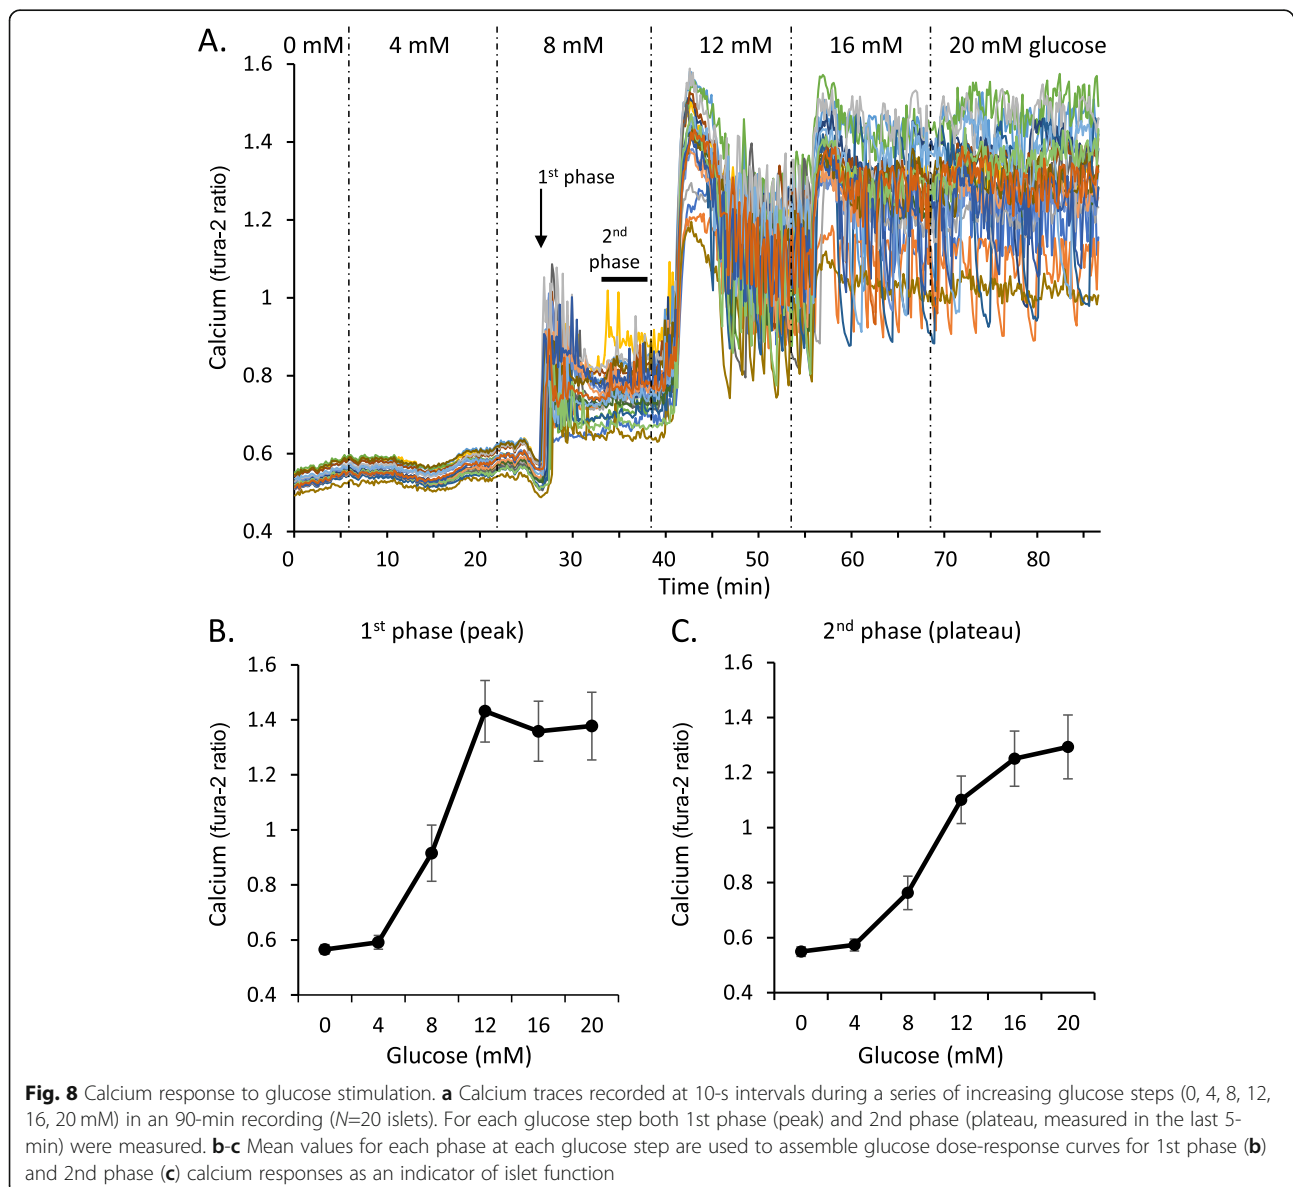 A.
0 mM 4 mM 8 mM 12 mM 16 mM 20 mM glucose
1.6
1.4
1.2
1
0.8
0.6
0.4
Calcium (fura-2 ratio)
1st phase
2nd
phase
0 10 20 30 40 50 60 70 80
Time (min)
B. 1st phase (peak)
1.6
1.4
1.2
1
0.8
0.6
0.4
Calcium (fura-2 ratio)
0 4 8 12 16 20
Glucose (mM)
C. 2nd phase (plateau)
1.6
1.4
1.2
1
0.8
0.6
0.4
Calcium (fura-2 ratio)
0 4 8 12 16 20
Glucose (mM)
Fig. 8 Calcium response to glucose stimulation. a Calcium traces recorded at 10-s intervals during a series of increasing glucose steps (0, 4, 8, 12,
16, 20 mM) in an 90-min recording (N=20 islets). For each glucose step both 1st phase (peak) and 2nd phase (plateau, measured in the last 5-
min) were measured. b-c Mean values for each phase at each glucose step are used to assemble glucose dose-response curves for 1st phase (b)
and 2nd phase (c) calcium responses as an indicator of islet function